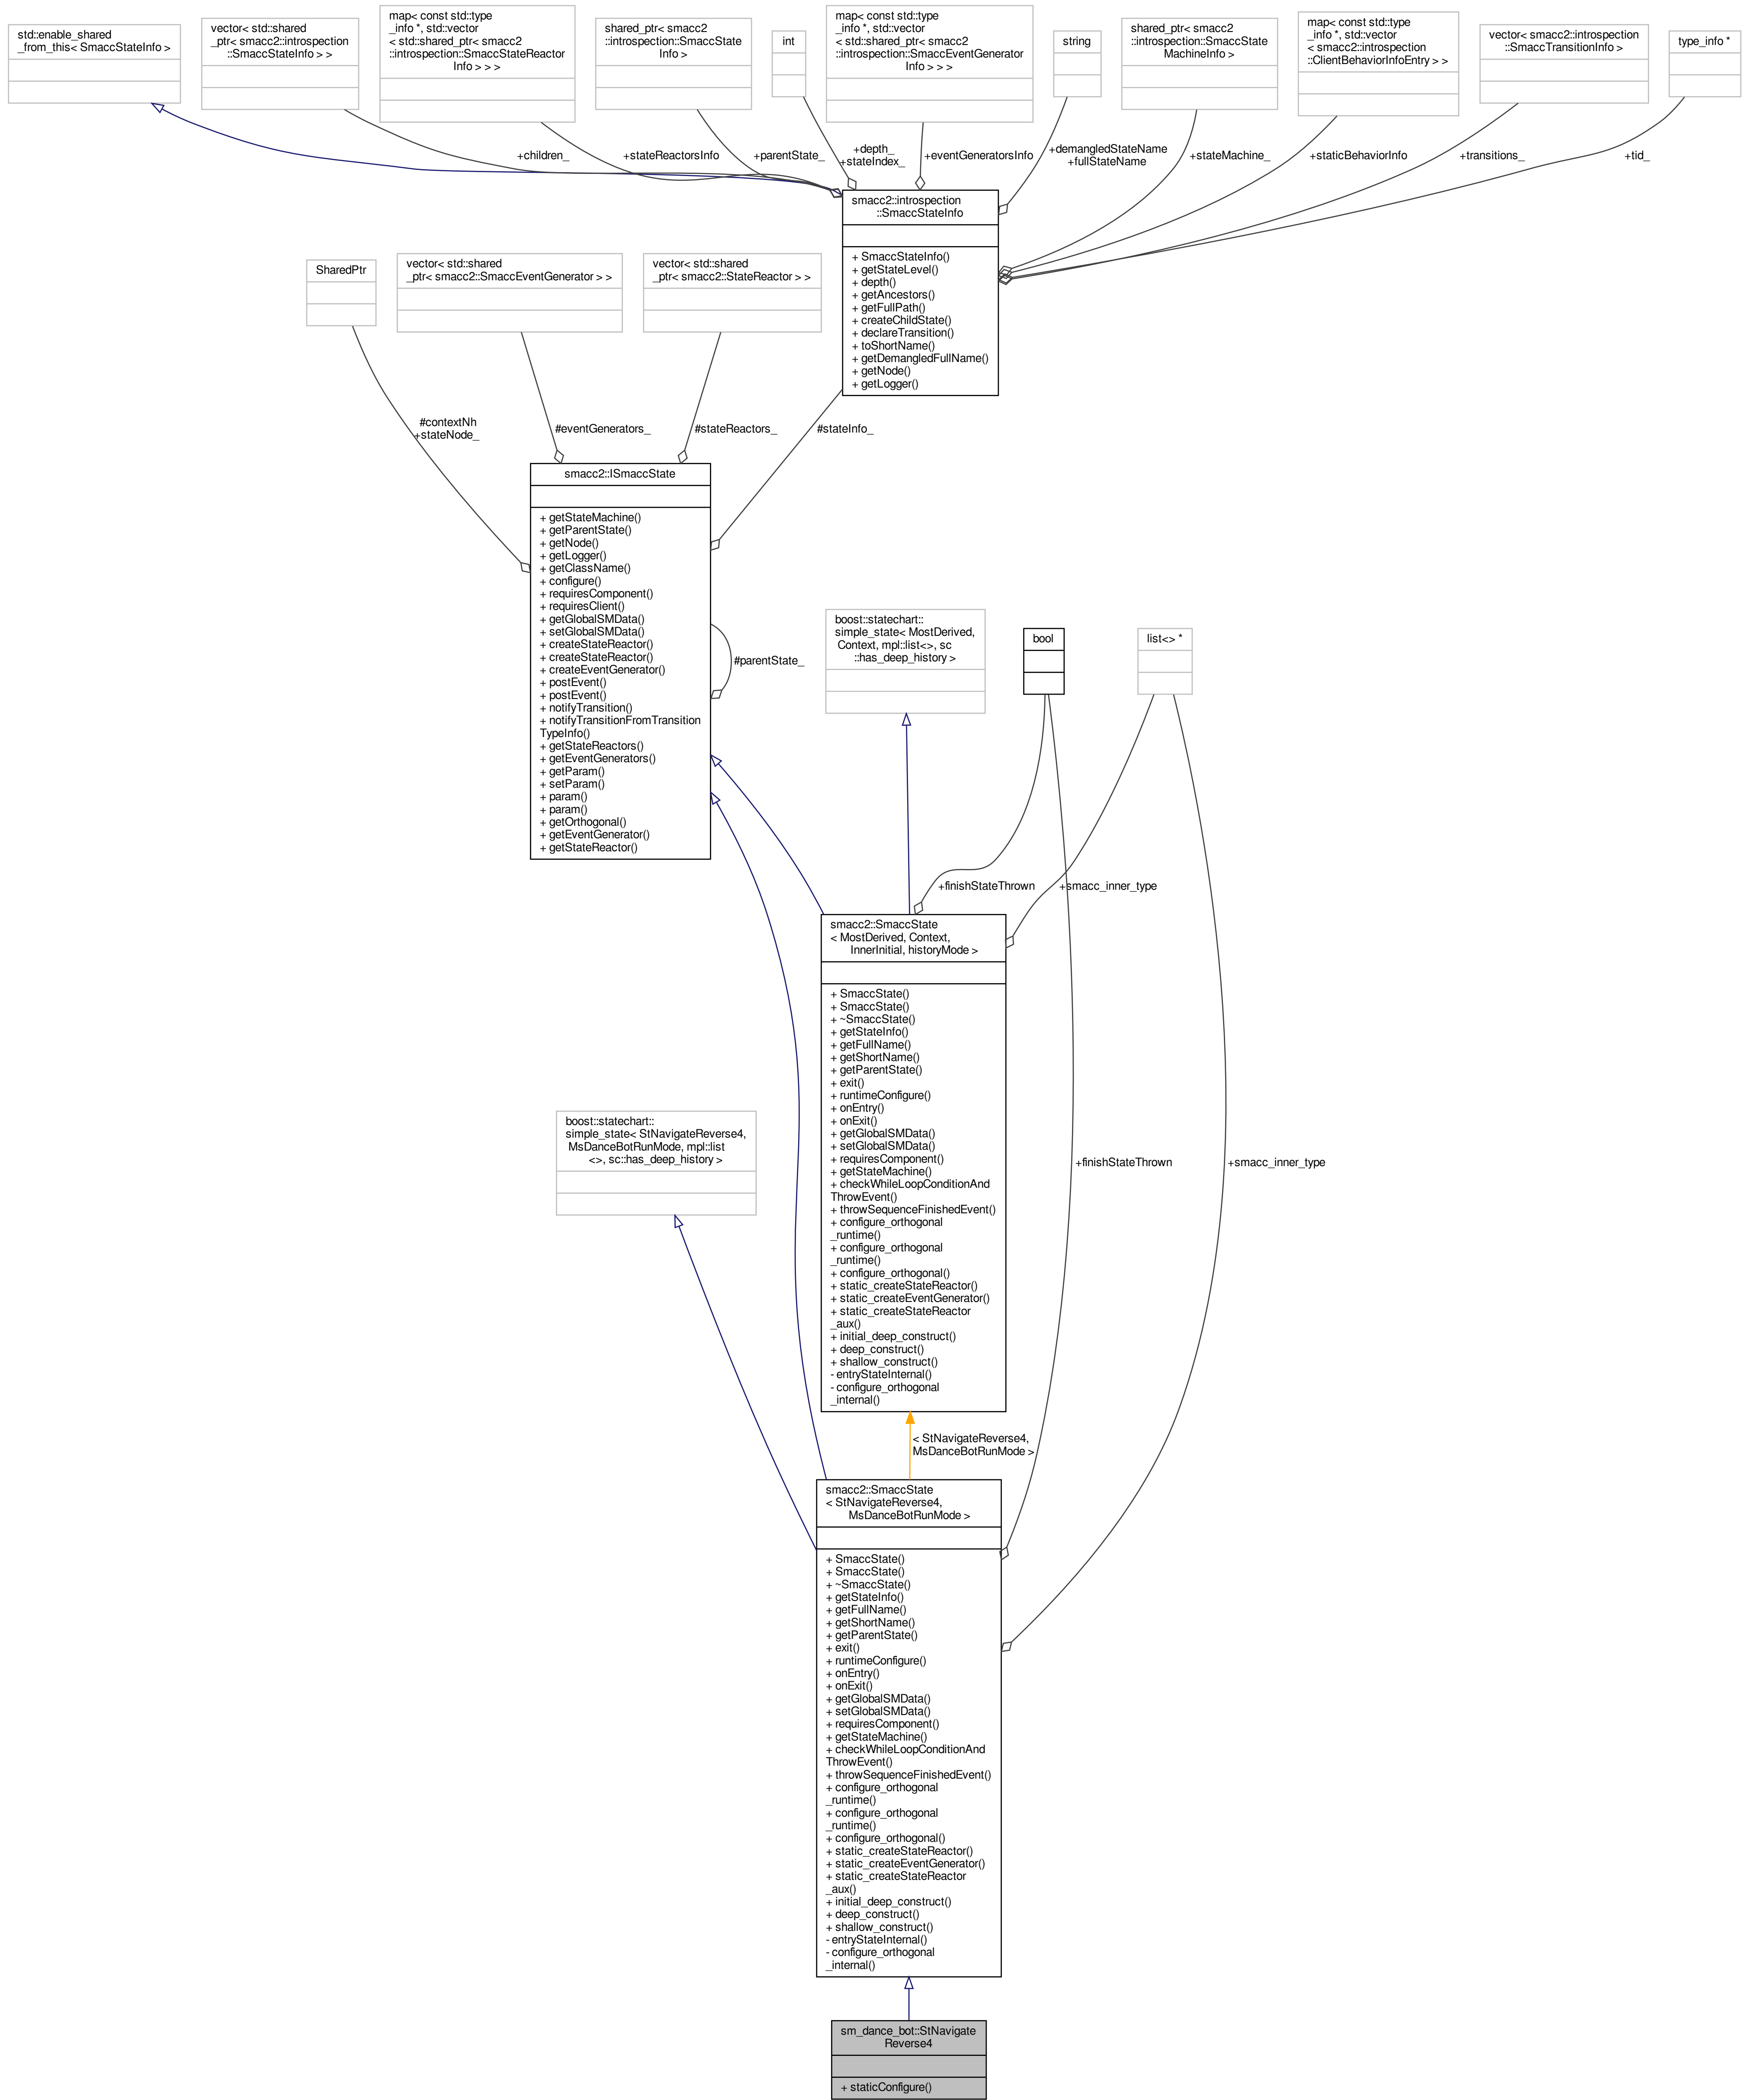 std::enable_shared
_from_this< SmaccStateInfo >
vector< std::shared
_ptr< smacc2::introspection
::SmaccStateInfo > >
map< const std::type
_info *, std::vector
< std::shared_ptr< smacc2
::introspection::SmaccStateReactor
Info > > >
shared_ptr< smacc2
::introspection::SmaccState
Info >
int
map< const std::type
_info *, std::vector
< std::shared_ptr< smacc2
::introspection::SmaccEventGenerator
Info > > >
string
shared_ptr< smacc2
::introspection::SmaccState
MachineInfo >
map< const std::type
_info *, std::vector
< smacc2::introspection
::ClientBehaviorInfoEntry > >
vector< smacc2::introspection
::SmaccTransitionInfo >
type_info *
+children_
+stateReactorsInfo
+parentState_
+depth_
+stateIndex_
+eventGeneratorsInfo
+demangledStateName
+fullStateName
+stateMachine_
+staticBehaviorInfo
+transitions_
+tid_
smacc2::introspection
::SmaccStateInfo
+ SmaccStateInfo()
+ getStateLevel()
+ depth()
+ getAncestors()
+ getFullPath()
+ createChildState()
+ declareTransition()
+ toShortName()
+ getDemangledFullName()
+ getNode()
+ getLogger()
SharedPtr
vector< std::shared
_ptr< smacc2::SmaccEventGenerator > >
vector< std::shared
_ptr< smacc2::StateReactor > >
#contextNh
+stateNode_
#eventGenerators_
#stateReactors_
#stateInfo_
smacc2::ISmaccState
+ getStateMachine()
+ getParentState()
+ getNode()
+ getLogger()
+ getClassName()
+ configure()
+ requiresComponent()
+ requiresClient()
+ getGlobalSMData()
+ setGlobalSMData()
+ createStateReactor()
+ createStateReactor()
+ createEventGenerator()
+ postEvent()
+ postEvent()
+ notifyTransition()
+ notifyTransitionFromTransition
TypeInfo()
+ getStateReactors()
+ getEventGenerators()
+ getParam()
+ setParam()
+ param()
+ param()
+ getOrthogonal()
+ getEventGenerator()
+ getStateReactor()
#parentState_
boost::statechart::
simple_state< MostDerived,
Context, mpl::list<>, sc
::has_deep_history >
bool
list<> *
+finishStateThrown
+smacc_inner_type
smacc2::SmaccState
< MostDerived, Context,
InnerInitial, historyMode >
+ SmaccState()
+ SmaccState()
+ ~SmaccState()
+ getStateInfo()
+ getFullName()
+ getShortName()
+ getParentState()
+ exit()
+ runtimeConfigure()
+ onEntry()
+ onExit()
+ getGlobalSMData()
+ setGlobalSMData()
+ requiresComponent()
+ getStateMachine()
+ checkWhileLoopConditionAnd
ThrowEvent()
+ throwSequenceFinishedEvent()
+ configure_orthogonal
_runtime()
+ configure_orthogonal
_runtime()
+ configure_orthogonal()
+ static_createStateReactor()
+ static_createEventGenerator()
+ static_createStateReactor
_aux()
+ initial_deep_construct()
+ deep_construct()
+ shallow_construct()
- entryStateInternal()
- configure_orthogonal
_internal()
boost::statechart::
simple_state< StNavigateReverse4,
MsDanceBotRunMode, mpl::list
<>, sc::has_deep_history >
+finishStateThrown
+smacc_inner_type
< StNavigateReverse4,
MsDanceBotRunMode >
smacc2::SmaccState
< StNavigateReverse4,
MsDanceBotRunMode >
+ SmaccState()
+ SmaccState()
+ ~SmaccState()
+ getStateInfo()
+ getFullName()
+ getShortName()
+ getParentState()
+ exit()
+ runtimeConfigure()
+ onEntry()
+ onExit()
+ getGlobalSMData()
+ setGlobalSMData()
+ requiresComponent()
+ getStateMachine()
+ checkWhileLoopConditionAnd
ThrowEvent()
+ throwSequenceFinishedEvent()
+ configure_orthogonal
_runtime()
+ configure_orthogonal
_runtime()
+ configure_orthogonal()
+ static_createStateReactor()
+ static_createEventGenerator()
+ static_createStateReactor
_aux()
+ initial_deep_construct()
+ deep_construct()
+ shallow_construct()
- entryStateInternal()
- configure_orthogonal
_internal()
sm_dance_bot::StNavigate
Reverse4
+ staticConfigure()